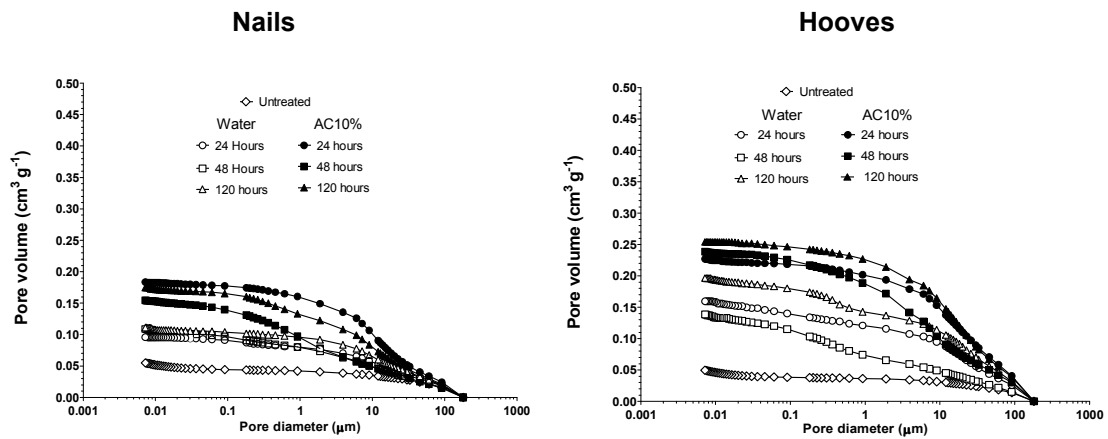 Nails
Hooves
Untreated
Water AC10%
24 Hours 24 hours
48 Hours 48 hours
120 hours 120 hours
0.50
0.45
0.40
0.35
0.30
0.25
0.20
0.15
0.10
0.05
0.00
Pore volume (cm³ g⁻¹)
0.001 0.01 0.1 1 10 100 1000
Pore diameter (μm)
Untreated
Water AC10%
24 hours 24 hours
48 hours 48 hours
120 hours 120 hours
0.50
0.45
0.40
0.35
0.30
0.25
0.20
0.15
0.10
0.05
0.00
Pore volume (cm³ g⁻¹)
0.001 0.01 0.1 1 10 100 1000
Pore diameter (μm)